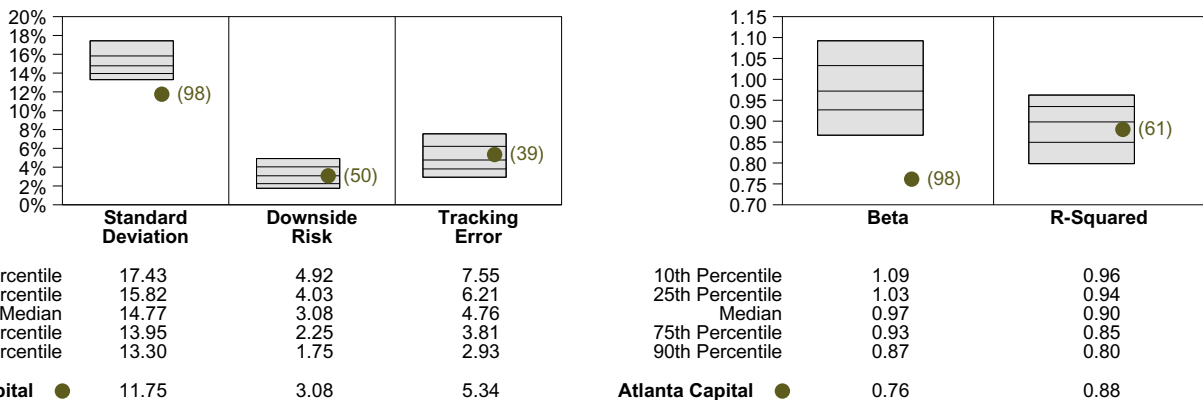 20%
18%
16%
14%
12%
10%
8%
6%
4%
2%
0%
(98)
(50)
(39)
Standard Deviation
Downside Risk
Tracking Error
rcentile 17.43 4.92 7.55
rcentile 15.82 4.03 6.21
Median 14.77 3.08 4.76
rcentile 13.95 2.25 3.81
rcentile 13.30 1.75 2.93
pital 11.75 3.08 5.34
1.15
1.10
1.05
1.00
0.95
0.90
0.85
0.80
0.75
0.70
(98)
(61)
Beta
R-Squared
10th Percentile 1.09 0.96
25th Percentile 1.03 0.94
Median 0.97 0.90
75th Percentile 0.93 0.85
90th Percentile 0.87 0.80
Atlanta Capital 0.76 0.88